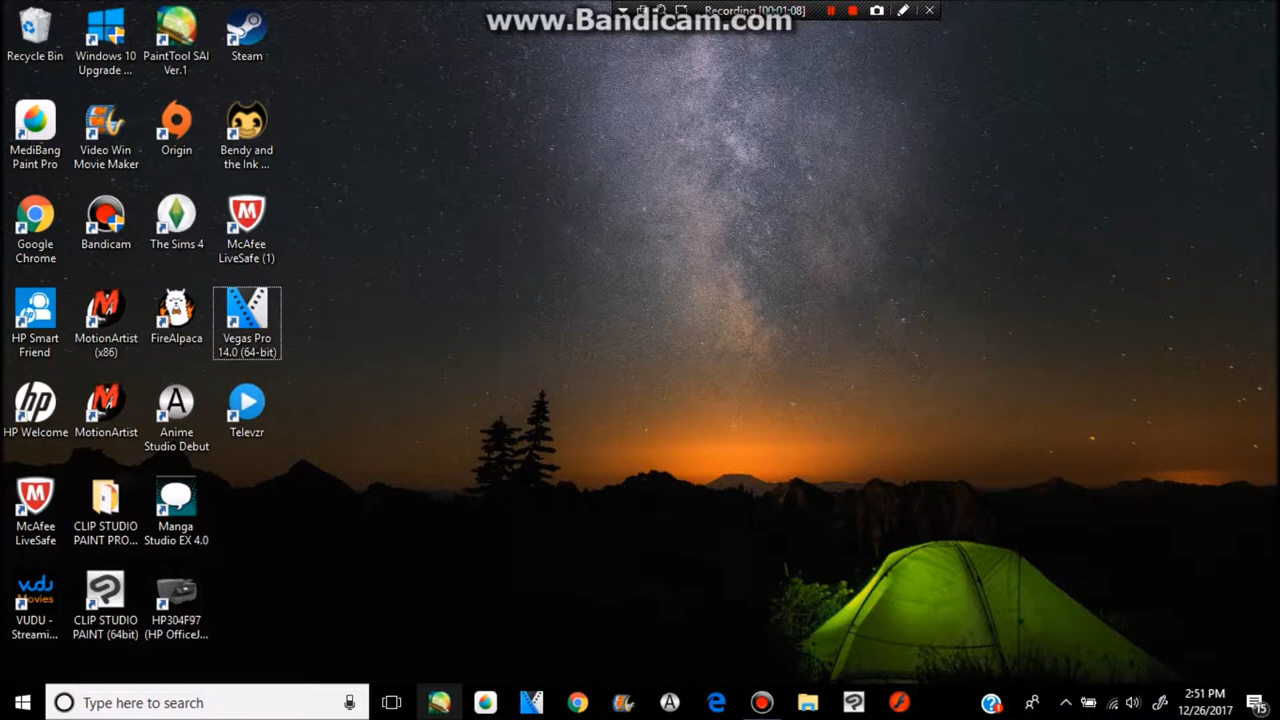 www.Bandicam.com
Recording [00:01:08]
Recycle Bin
Windows 10
Upgrade ...
PaintTool SAI
Ver.1
Steam
MediBang
Paint Pro
Video Win
Movie Maker
Origin
Bendy and
the Ink ...
Google
Chrome
Bandicam
The Sims 4
McAfee
LiveSafe (1)
HP Smart
Friend
MotionArtist
(x86)
FireAlpaca
Vegas Pro
14.0 (64-bit)
HP Welcome
MotionArtist
Anime
Studio Debut
Televzr
McAfee
LiveSafe
CLIP STUDIO
PAINT PRO...
Manga
Studio EX 4.0
vudu
Movies
VUDU -
Streami...
CLIP STUDIO
PAINT (64bit)
HP304F97
(HP OfficeJ...
Type here to search
2:51 PM
12/26/2017
15